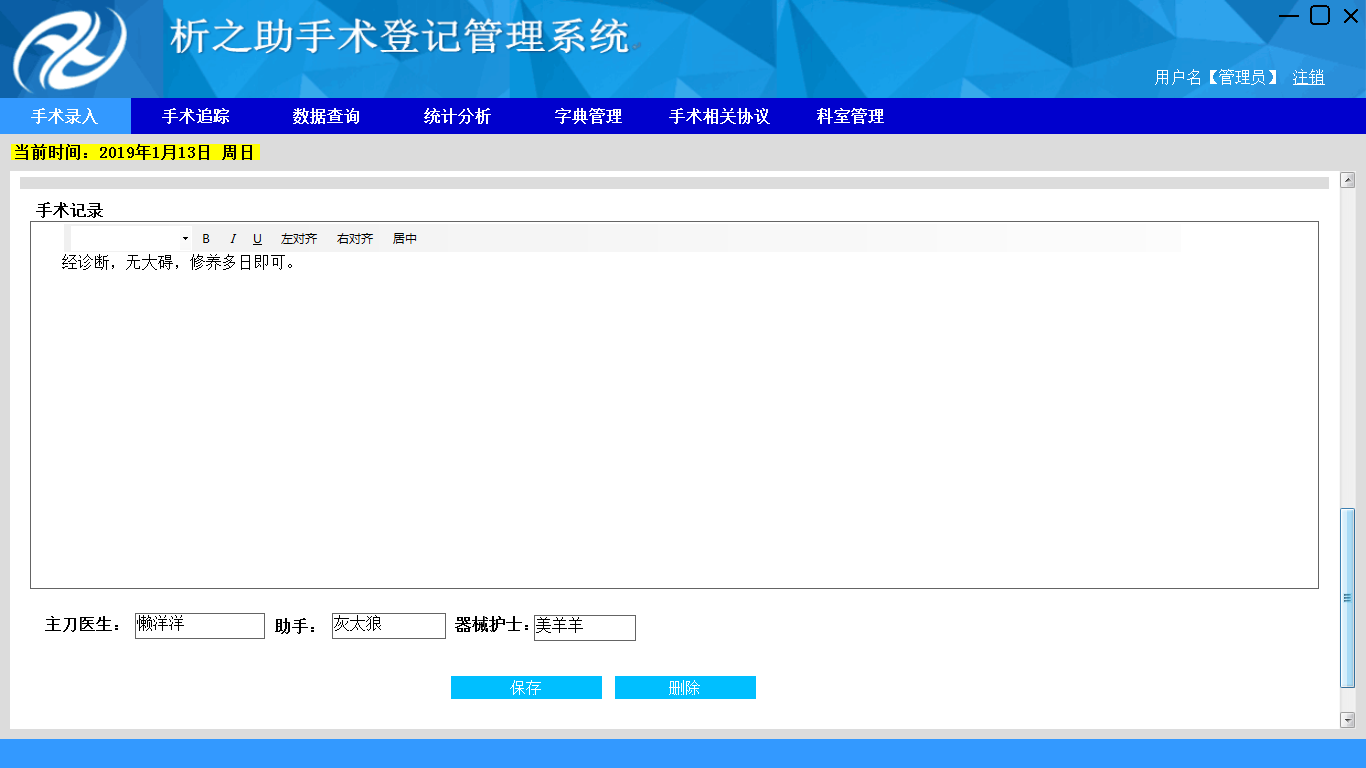 析之助手术登记管理系统
用户名【管理员】 注销
手术录入 手术追踪 数据查询 统计分析 字典管理 手术相关协议 科室管理
当前时间：2019年1月13日 周日
手术记录
B I U 左对齐 右对齐 居中
经诊断，无大碍，修养多日即可。
主刀医生： 懒洋洋 助手： 灰太狼 器械护士： 美羊羊
保存 删除